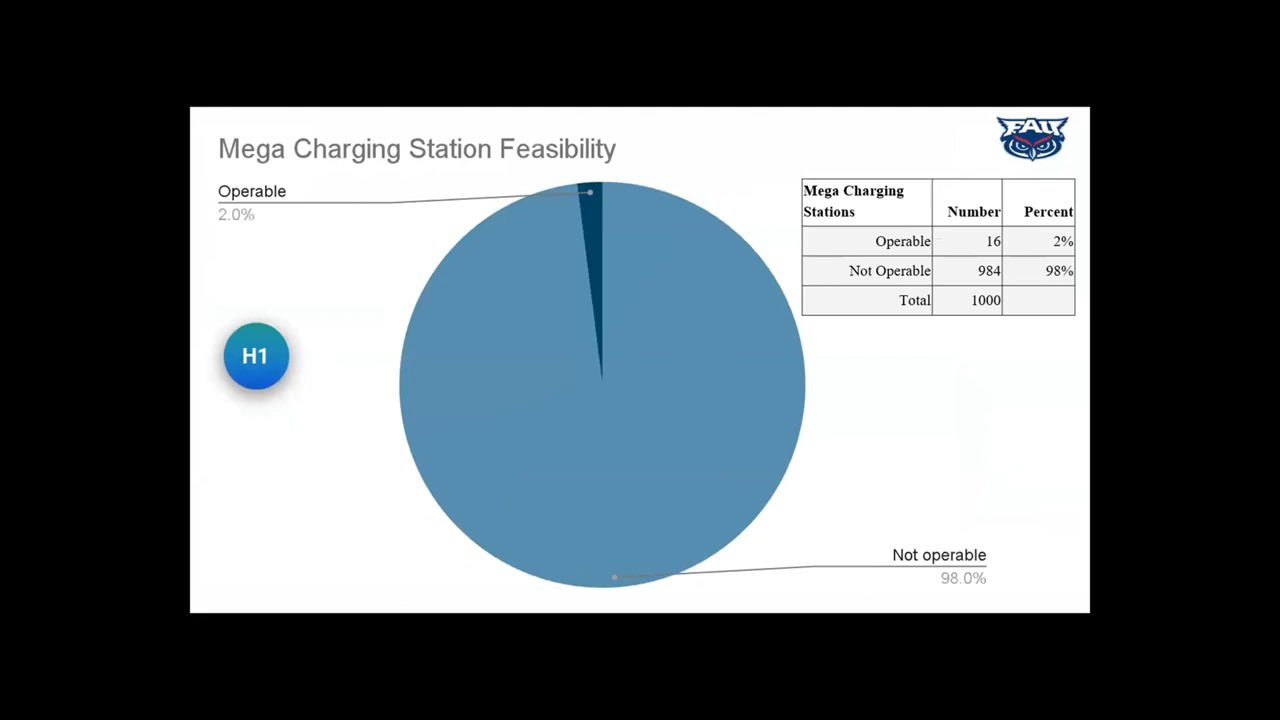 FAU
Mega Charging Station Feasibility
Operable
2.0%
Mega Charging
Stations Number Percent
Operable 16 2%
Not Operable 984 98%
Total 1000
H1
Not operable
98.0%